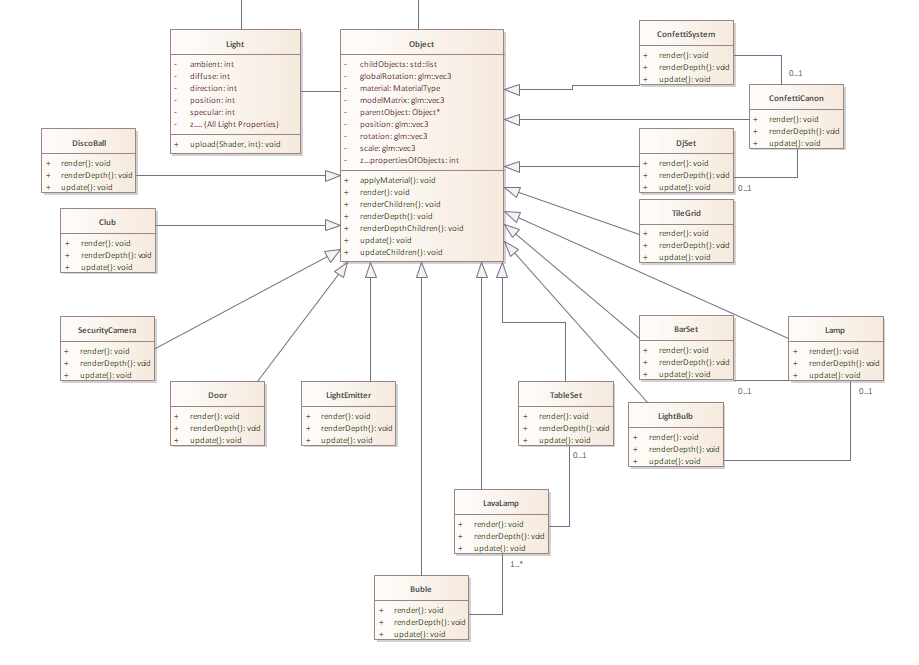 Light
- ambient: int
- diffuse: int
- direction: int
- position: int
- specular: int
- z.... (All Light Properties)
+ upload(Shader, int): void
Object
- childObjects: std::list
- globalRotation: glm::vec3
- material: MaterialType
- modelMatrix: glm::vec3
- parentObject: Object*
- position: glm::vec3
- rotation: glm::vec3
- scale: glm::vec3
- z...propertiesOfObjects: int
+ applyMaterial(): void
+ render(): void
+ renderChildren(): void
+ renderDepth(): void
+ renderDepthChildren(): void
+ update(): void
+ updateChildren(): void
ConfettiSystem
+ render(): void
+ renderDepth(): void
+ update(): void
0..1
ConfettiCanon
+ render(): void
+ renderDepth(): void
+ update(): void
DiscoBall
+ render(): void
+ renderDepth(): void
+ update(): void
DjSet
+ render(): void
+ renderDepth(): void
+ update(): void
0..1
Club
+ render(): void
+ renderDepth(): void
+ update(): void
TileGrid
+ render(): void
+ renderDepth(): void
+ update(): void
SecurityCamera
+ render(): void
+ renderDepth(): void
+ update(): void
BarSet
+ render(): void
+ renderDepth(): void
+ update(): void
0..1
Lamp
+ render(): void
+ renderDepth(): void
+ update(): void
0..1
Door
+ render(): void
+ renderDepth(): void
+ update(): void
LightEmitter
+ render(): void
+ renderDepth(): void
+ update(): void
TableSet
+ render(): void
+ renderDepth(): void
+ update(): void
0..1
LightBulb
+ render(): void
+ renderDepth(): void
+ update(): void
LavaLamp
+ render(): void
+ renderDepth(): void
+ update(): void
1..*
Buble
+ render(): void
+ renderDepth(): void
+ update(): void